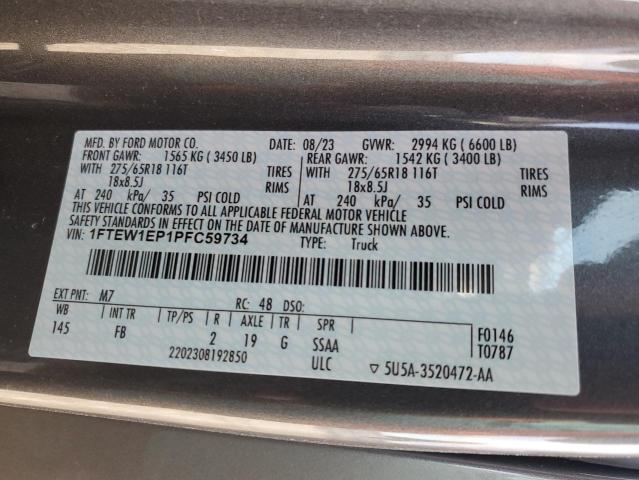 MFD. BY FORD MOTOR CO. DATE: 08/23 GVWR: 2994 KG ( 6600 LB)
FRONT GAWR: 1565 KG ( 3450 LB) REAR GAWR: 1542 KG ( 3400 LB)
WITH 275/65R18 116T TIRES WITH 275/65R18 116T TIRES
18x8.5J RIMS 18x8.5J RIMS
AT 240 kPa/ 35 PSI COLD AT 240 kPa/ 35 PSI COLD
THIS VEHICLE CONFORMS TO ALL APPLICABLE FEDERAL MOTOR VEHICLE
SAFETY STANDARDS IN EFFECT ON THE DATE OF MANUFACTURE SHOWN ABOVE.
VIN: 1FTEW1EP1PFC59734 TYPE: Truck
EXT PNT: M7 RC: 48 DSO:
WB INT TR TP/PS R AXLE TR SPR F0146
145 FB 2 19 G SSAA T0787
2202308192850 ULC ▽ 5U5A-3520472-AA